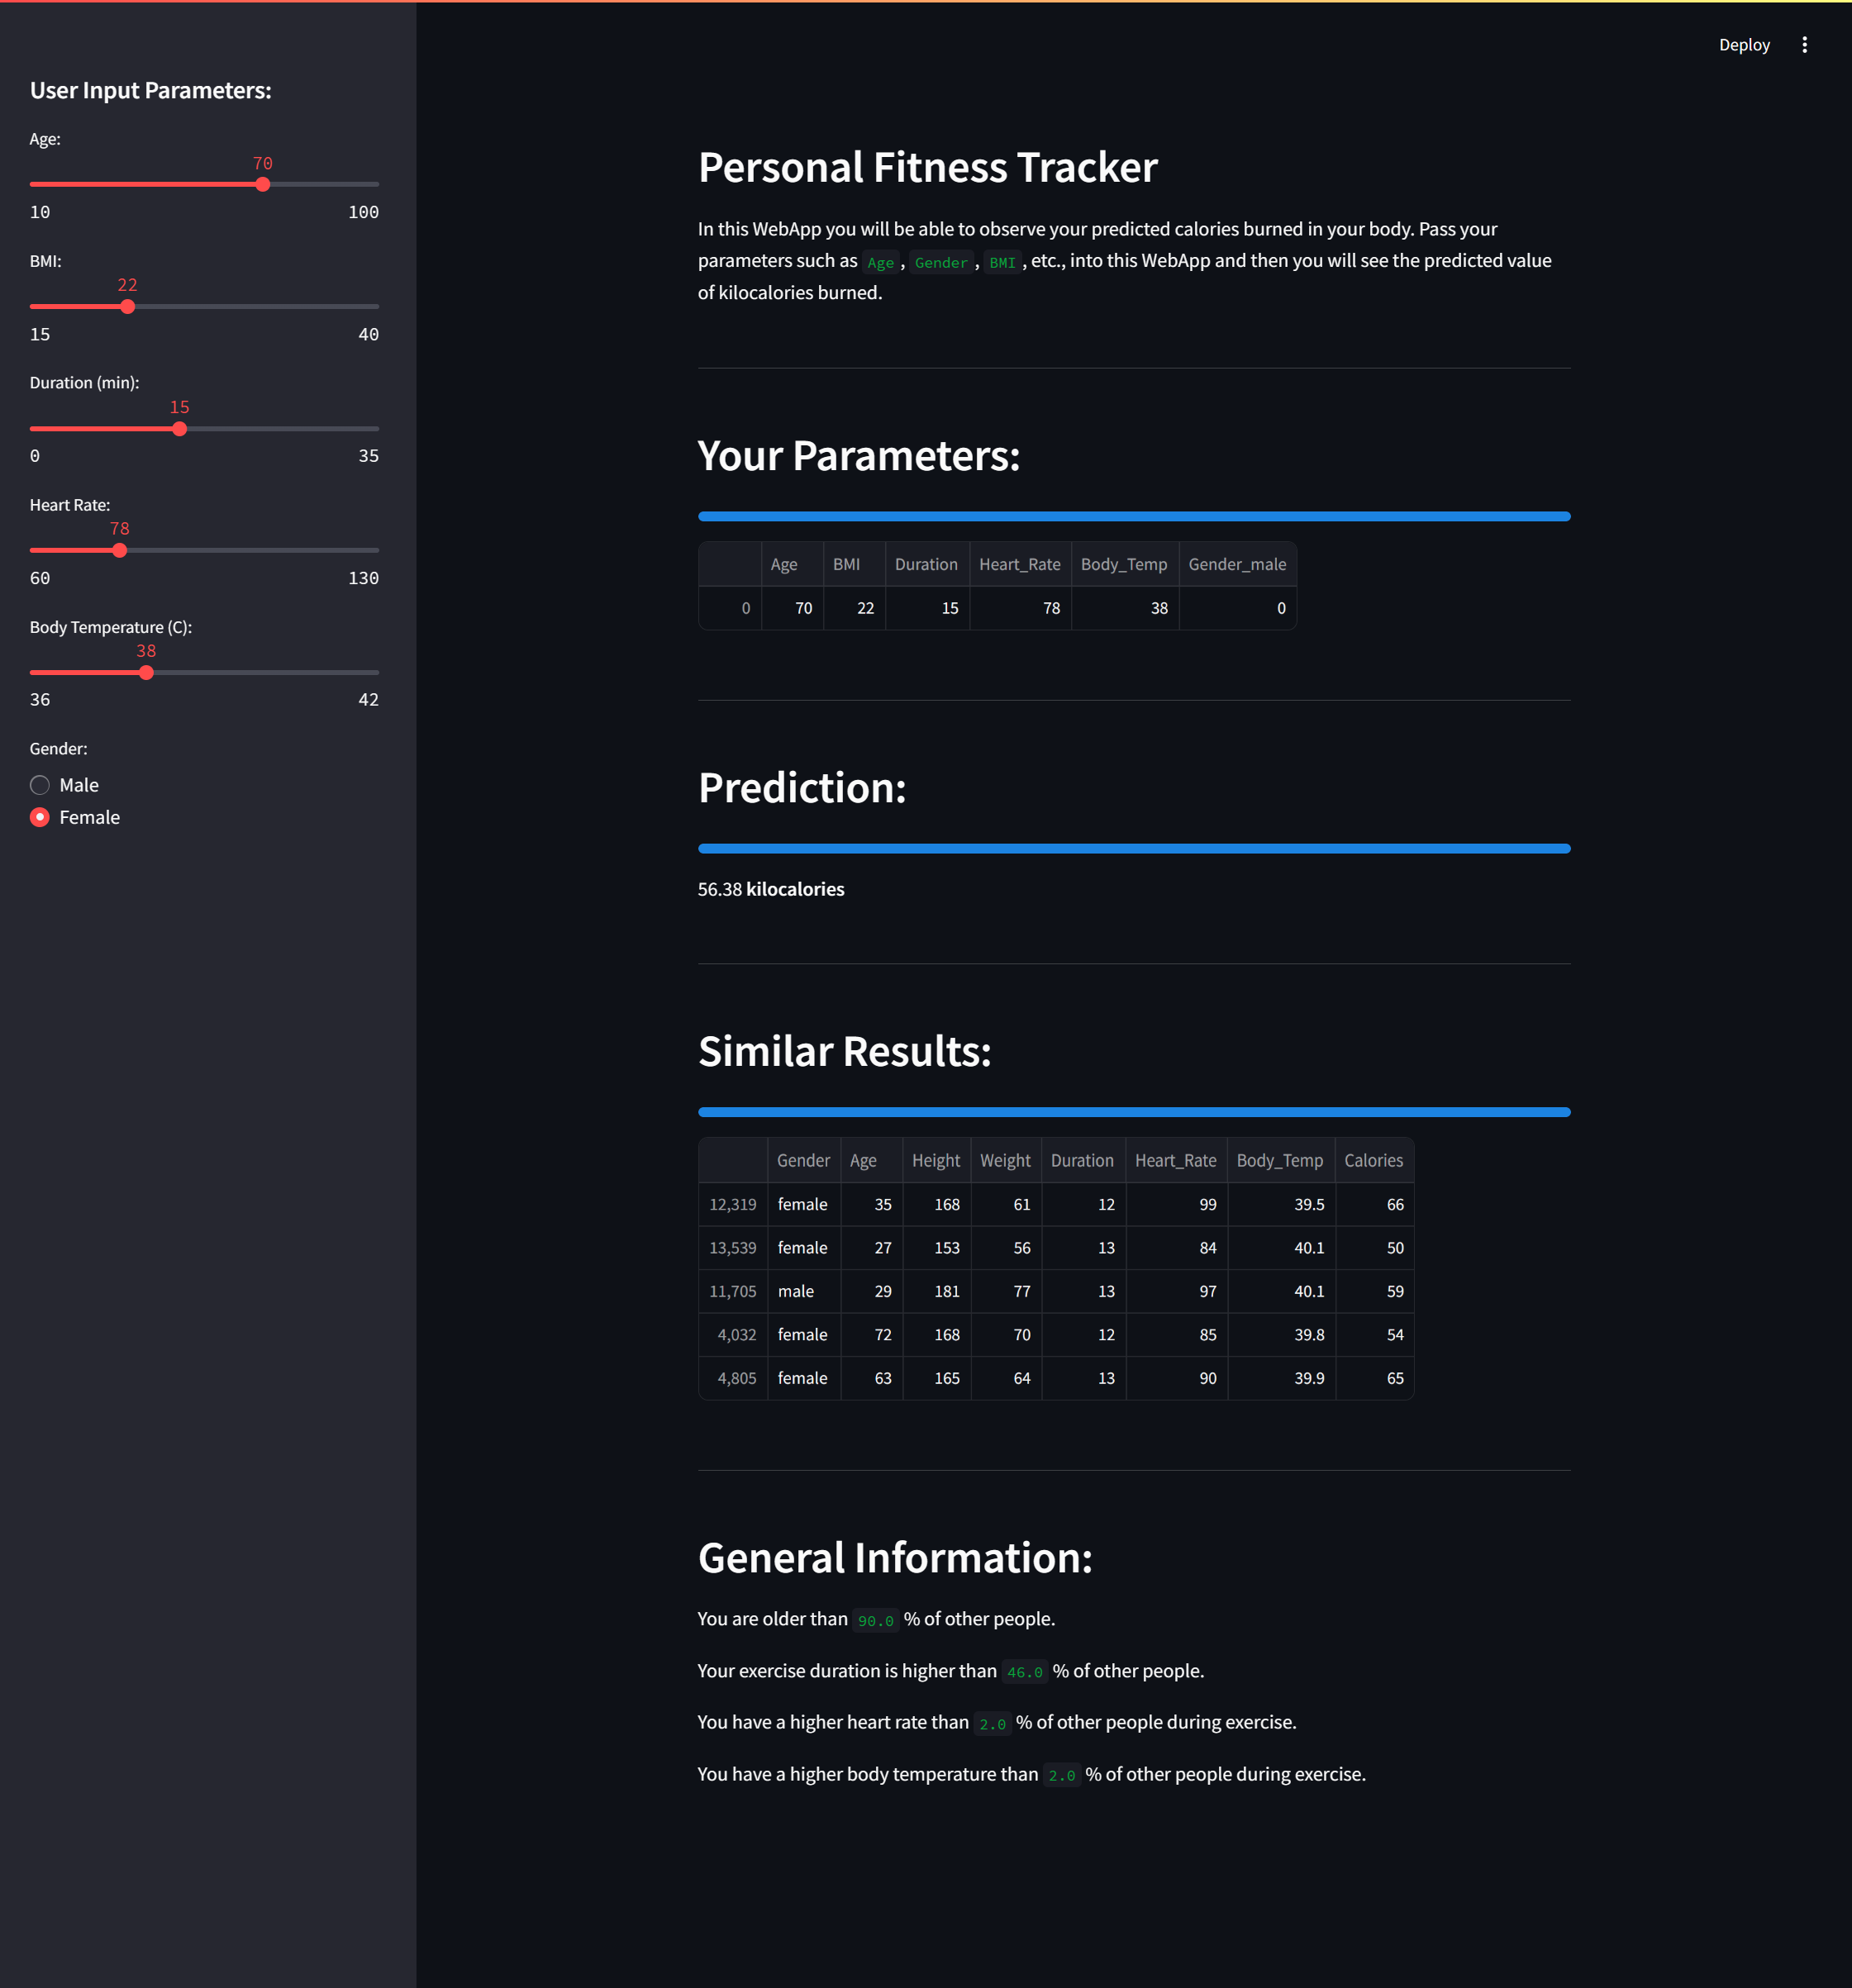 Deploy
User Input Parameters:
Age:
70
10 100
BMI:
22
15 40
Duration (min):
15
0 35
Heart Rate:
78
60 130
Body Temperature (C):
38
36 42
Gender:
Male
Female
Personal Fitness Tracker
In this WebApp you will be able to observe your predicted calories burned in your body. Pass your
parameters such as Age , Gender , BMI , etc., into this WebApp and then you will see the predicted value
of kilocalories burned.
Your Parameters:
Age BMI Duration Heart_Rate Body_Temp Gender_male
0 70 22 15 78 38 0
Prediction:
56.38 kilocalories
Similar Results:
Gender Age Height Weight Duration Heart_Rate Body_Temp Calories
12,319 female 35 168 61 12 99 39.5 66
13,539 female 27 153 56 13 84 40.1 50
11,705 male 29 181 77 13 97 40.1 59
4,032 female 72 168 70 12 85 39.8 54
4,805 female 63 165 64 13 90 39.9 65
General Information:
You are older than 90.0 % of other people.
Your exercise duration is higher than 46.0 % of other people.
You have a higher heart rate than 2.0 % of other people during exercise.
You have a higher body temperature than 2.0 % of other people during exercise.